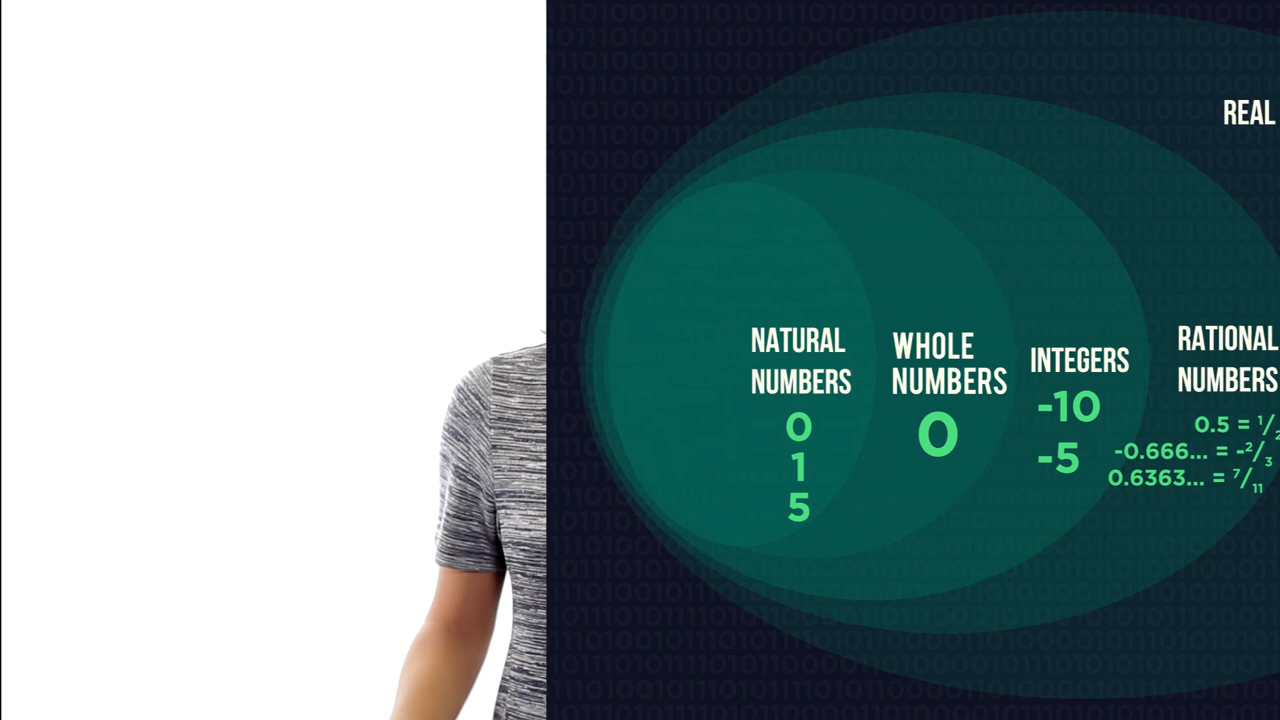 REAL
NATURAL
NUMBERS
0
1
5
WHOLE
NUMBERS
0
INTEGERS
-10
-5
RATIONAL
NUMBERS
0.5 = 1/2
-0.666... = -2/3
0.6363... = 7/11